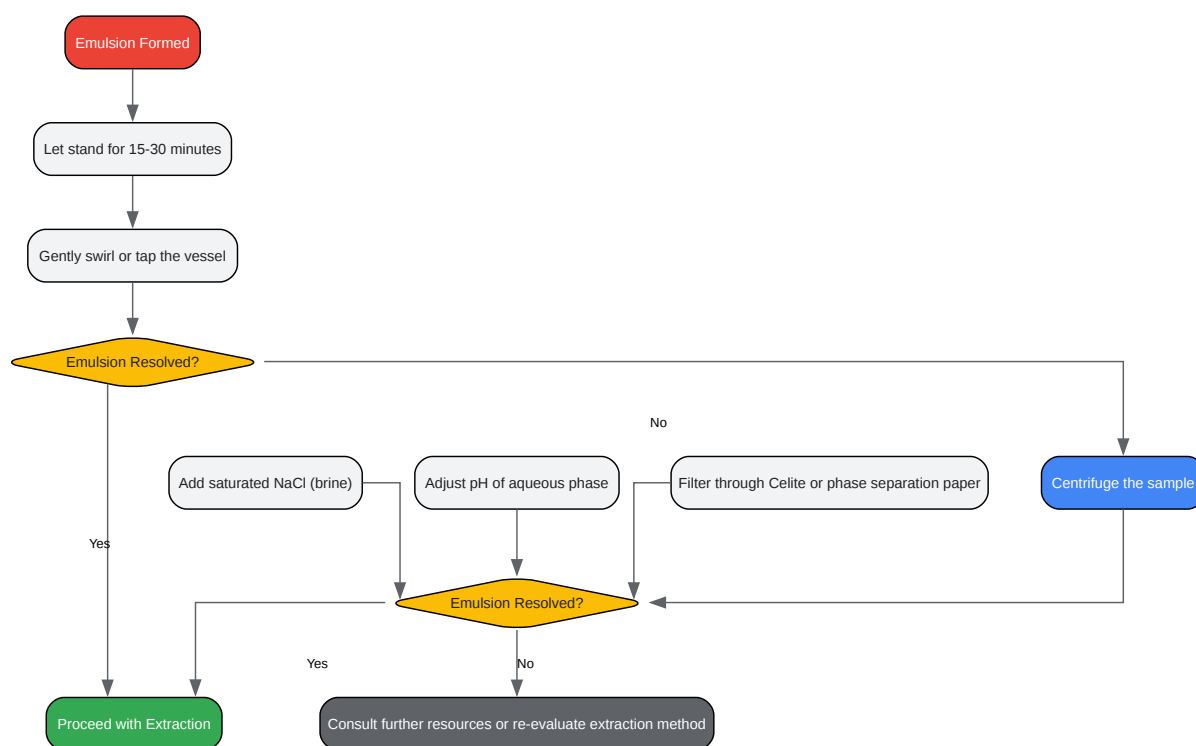 Emulsion Formed
Let stand for 15-30 minutes
Gently swirl or tap the vessel
Emulsion Resolved?
No
Add saturated NaCl (brine)
Adjust pH of aqueous phase
Filter through Celite or phase separation paper
Centrifuge the sample
Yes
Emulsion Resolved?
Yes
No
Proceed with Extraction
Consult further resources or re-evaluate extraction method